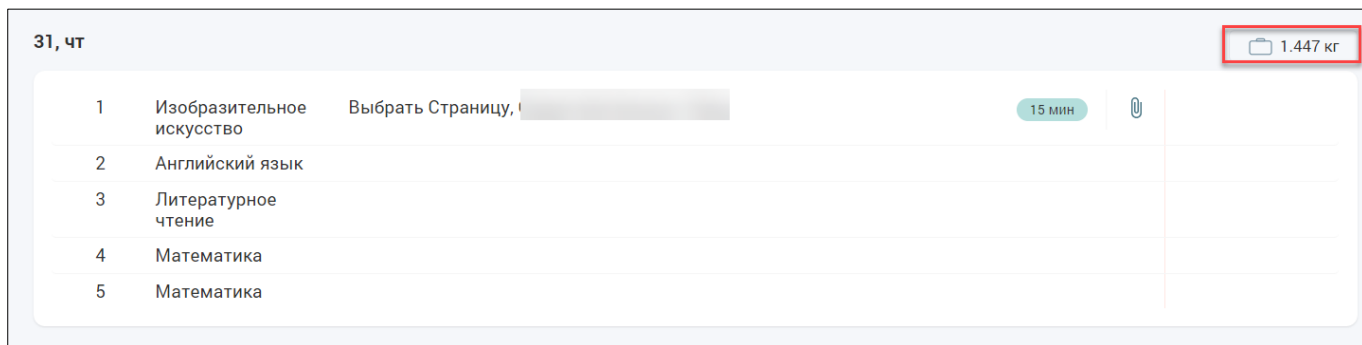 31, чт
1.447 кг
1 Изобразительное искусство Выбрать Страницу, 15 мин
2 Английский язык
3 Литературное чтение
4 Математика
5 Математика